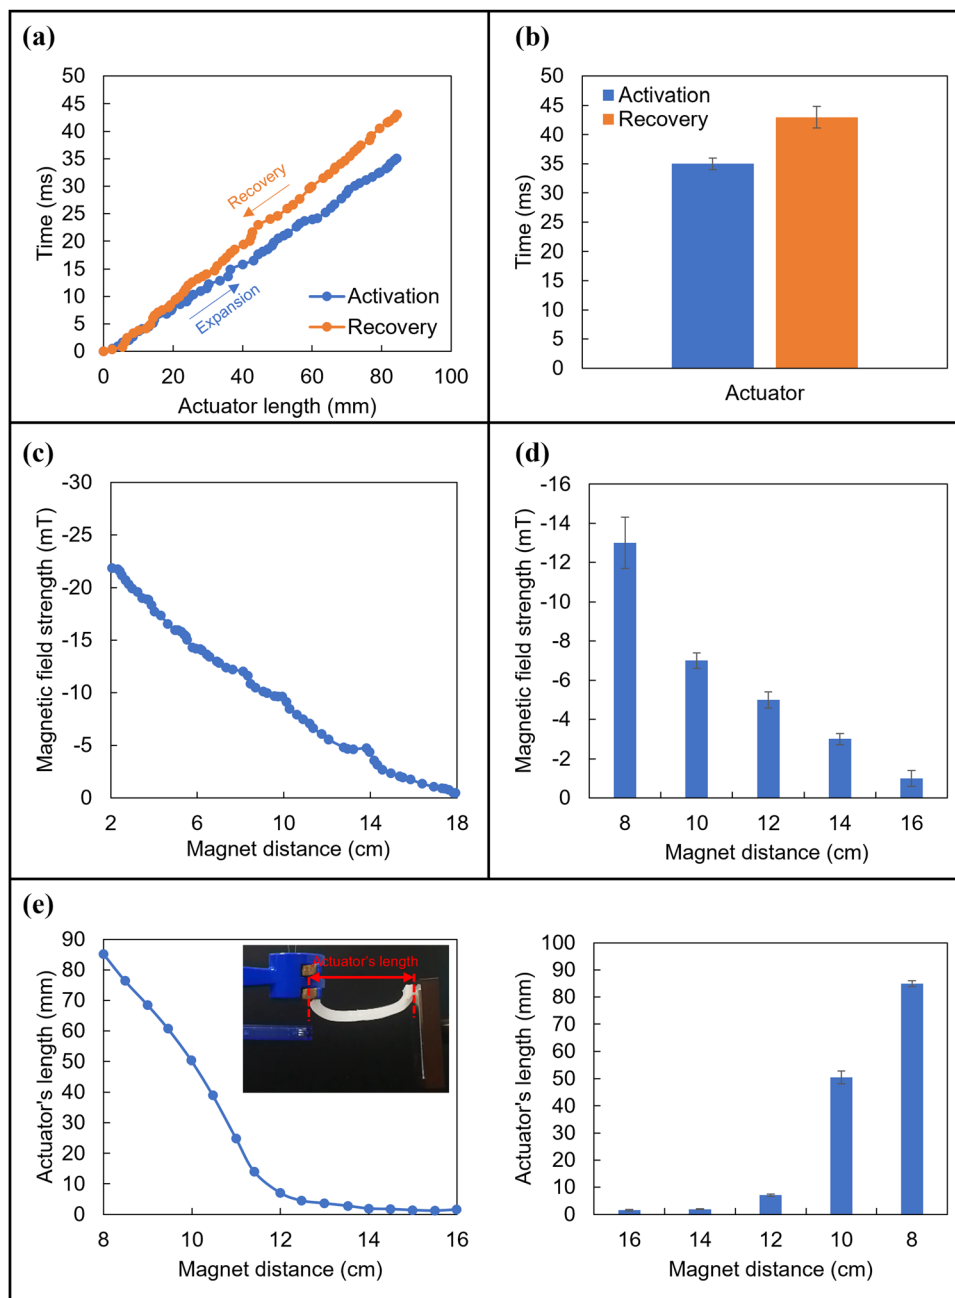 (a)
50
45
40
35
30
25
20
15
10
5
0
Time (ms)
Recovery
Expansion
Activation
Recovery
0 20 40 60 80 100
Actuator length (mm)
(b)
50
45
40
35
30
25
20
15
10
5
0
Time (ms)
Activation
Recovery
Actuator
(c)
-30
-25
-20
-15
-10
-5
0
Magnetic field strength (mT)
2 6 10 14 18
Magnet distance (cm)
(d)
-16
-14
-12
-10
-8
-6
-4
-2
0
Magnetic field strength (mT)
8 10 12 14 16
Magnet distance (cm)
(e)
90
80
70
60
50
40
30
20
10
0
Actuator's length (mm)
Actuator's length
8 10 12 14 16
Magnet distance (cm)
100
90
80
70
60
50
40
30
20
10
0
Actuator's length (mm)
16 14 12 10 8
Magnet distance (cm)